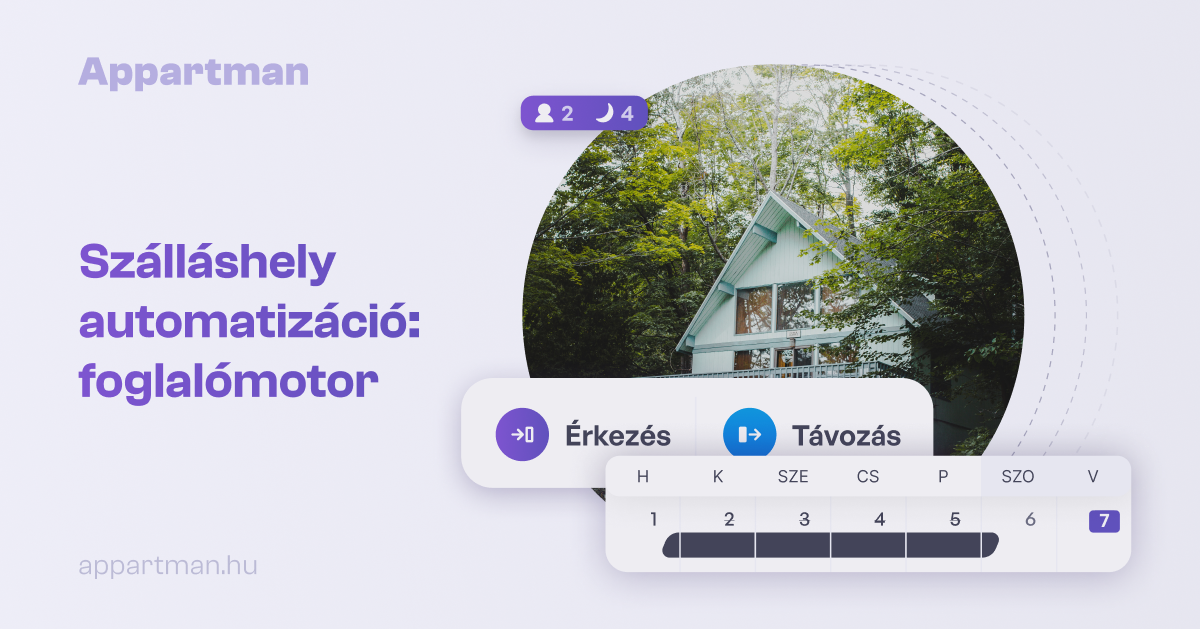 Appartman
2 4
Szálláshely
automatizáció:
foglalómotor
Érkezés Távozás
H K SZE CS P SZO V
1 2 3 4 5 6 7
appartman.hu